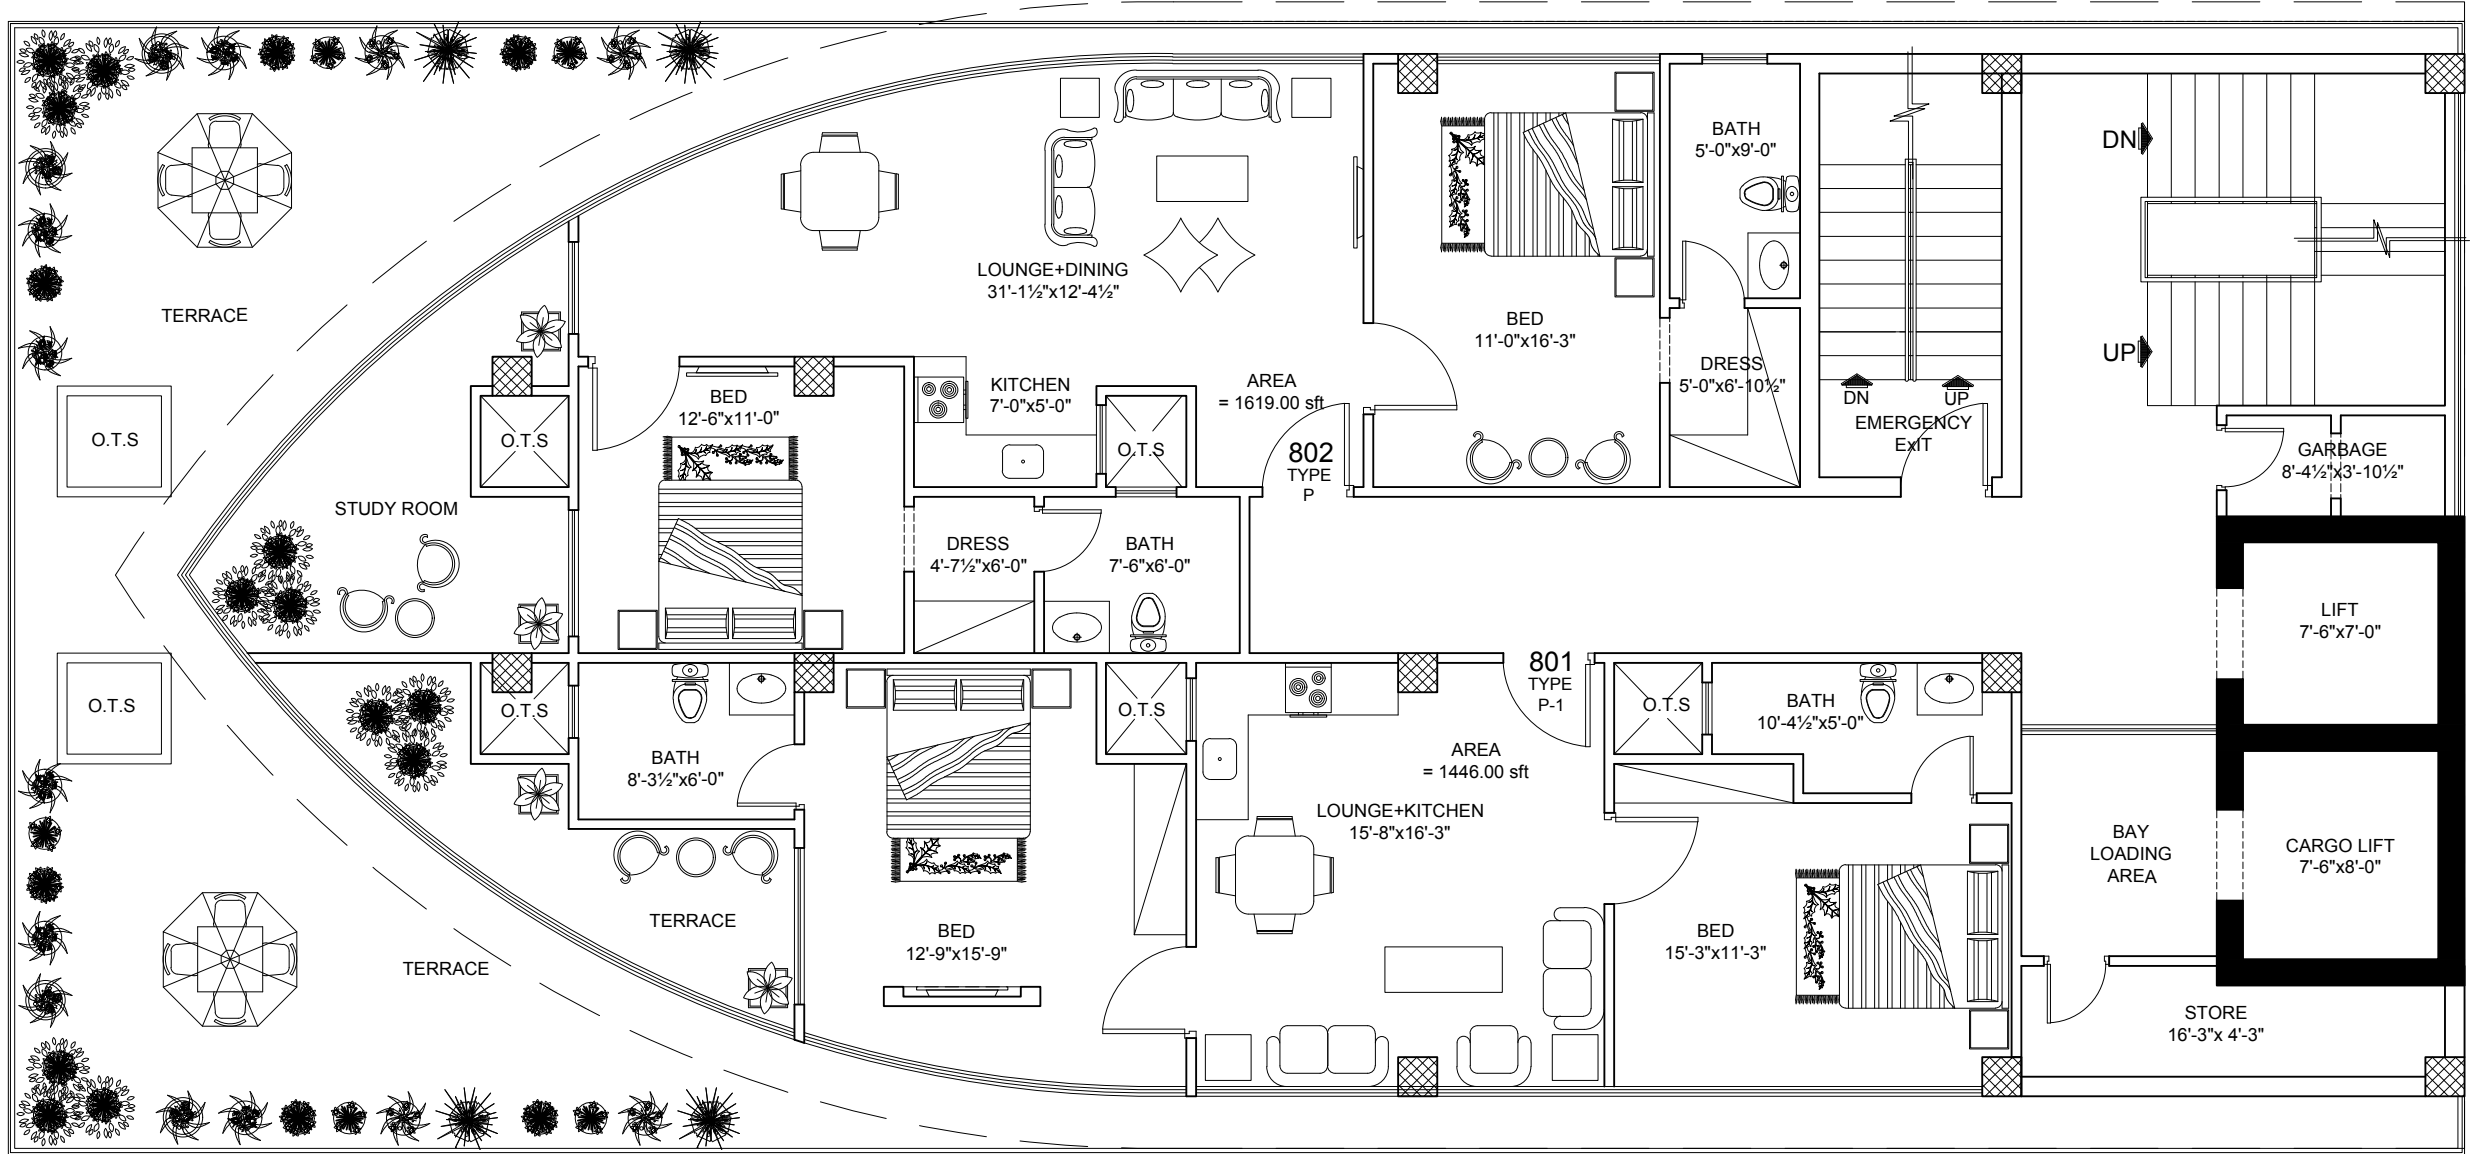 TERRACE
O.T.S
O.T.S
TERRACE
TERRACE
STUDY ROOM
O.T.S
O.T.S
LOUNGE+DINING
31'-1½"x12'-4½"
BED
12'-6"x11'-0"
KITCHEN
7'-0"x5'-0"
O.T.S
AREA
= 1619.00 sft
802
TYPE
P
BED
11'-0"x16'-3"
BATH
5'-0"x9'-0"
DRESS
5'-0"x6'-10½"
DN
UP
EMERGENCY
ExIT
DN
UP
GARBAGE
8'-4½"x3'-10½"
DRESS
4'-7½"x6'-0"
BATH
7'-6"x6'-0"
LIFT
7'-6"x7'-0"
BATH
8'-3½"x6'-0"
O.T.S
801
TYPE
P-1
AREA
= 1446.00 sft
LOUNGE+KITCHEN
15'-8"x16'-3"
O.T.S
BATH
10'-4½"x5'-0"
BED
12'-9"x15'-9"
BED
15'-3"x11'-3"
BAY
LOADING
AREA
CARGO LIFT
7'-6"x8'-0"
STORE
16'-3"x 4'-3"